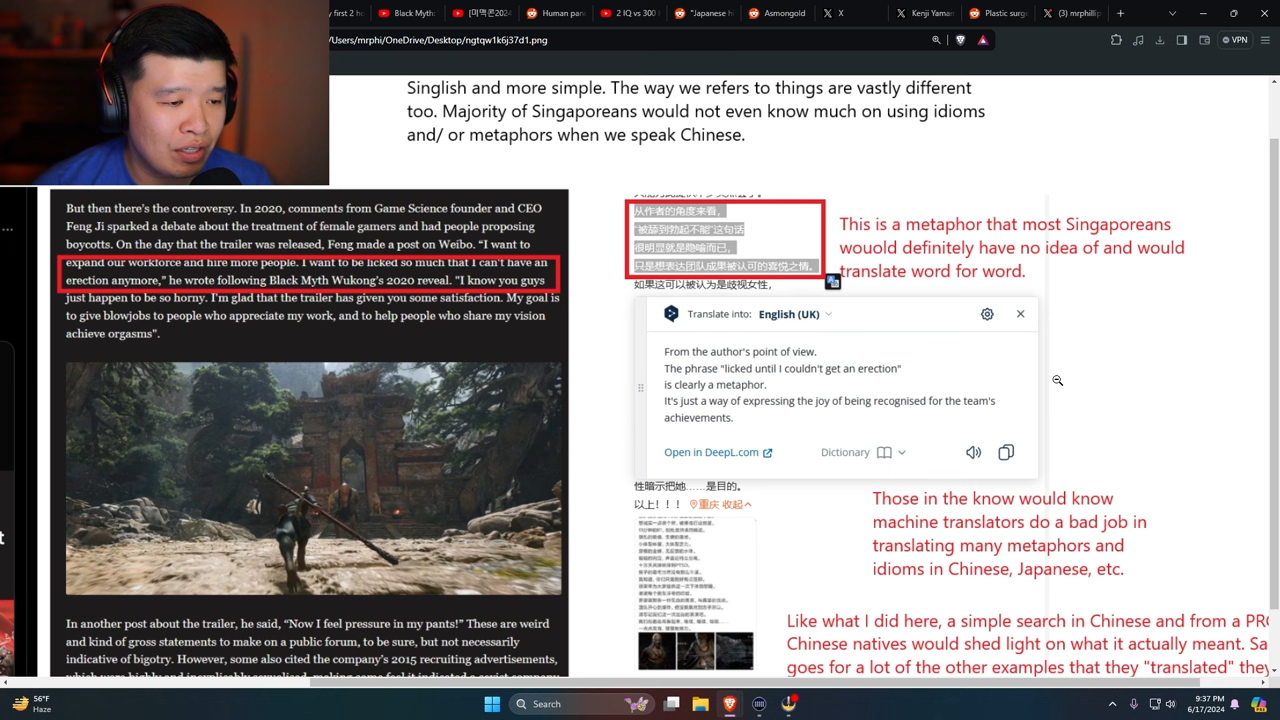 y first 2 ho
Black Myth:
[미맥콘2024
Human pane
2 IQ vs 300 I
"Japanese h
Asmongold
X
Kenji Yama
Plastic surge
(3) mrphillip
/Users/mrphi/OneDrive/Desktop/ngtqw1k6j37d1.png
VPN
Singlish and more simple. The way we refers to things are vastly different
too. Majority of Singaporeans would not even know much on using idioms
and/ or metaphors when we speak Chinese.
But then there's the controversy. In 2020, comments from Game Science founder and CEO
Feng Ji sparked a debate about the treatment of female gamers and had people proposing
boycotts. On the day that the trailer was released, Feng made a post on Weibo. "I want to
expand our workforce and hire more people. I want to be licked so much that I can't have an
erection anymore," he wrote following Black Myth Wukong's 2020 reveal. "I know you guys
just happen to be so horny. I'm glad that the trailer has given you some satisfaction. My goal is
to give blowjobs to people who appreciate my work, and to help people who share my vision
achieve orgasms".
In another post about the trailer, he said, "Now I feel pressure in my pants!" These are weird
and kind of gross statements to make on a public forum, to be sure, but not necessarily
indicative of bigotry. However, some also cited the company's 2015 recruiting advertisements,
从作者的角度来看，
"被舔到勃起不能"这句话
很明显就是隐喻而已，
只是想表达团队成果被认可的喜悦之情。
如果这可以被认为是歧视女性，
This is a metaphor that most Singaporeans
wouold definitely have no idea of and would
translate word for word.
Translate into: English (UK)
From the author's point of view.
The phrase "licked until I couldn't get an erection"
is clearly a metaphor.
It's just a way of expressing the joy of being recognised for the team's
achievements.
Open in DeepL.com
Dictionary
性暗示把她……是目的。
以上！！！ 重庆 收起
Those in the know would know
machine translators do a bad job in
translating many metaphors and
idioms in Chinese, Japanese, etc.
Like what I did here, a simple search in Chinese and from a PRC
Chinese natives would shed light on what it actually meant. Sa
goes for a lot of the other examples that they "translated" they
56°F
Haze
Search
9:37 PM
6/17/2024